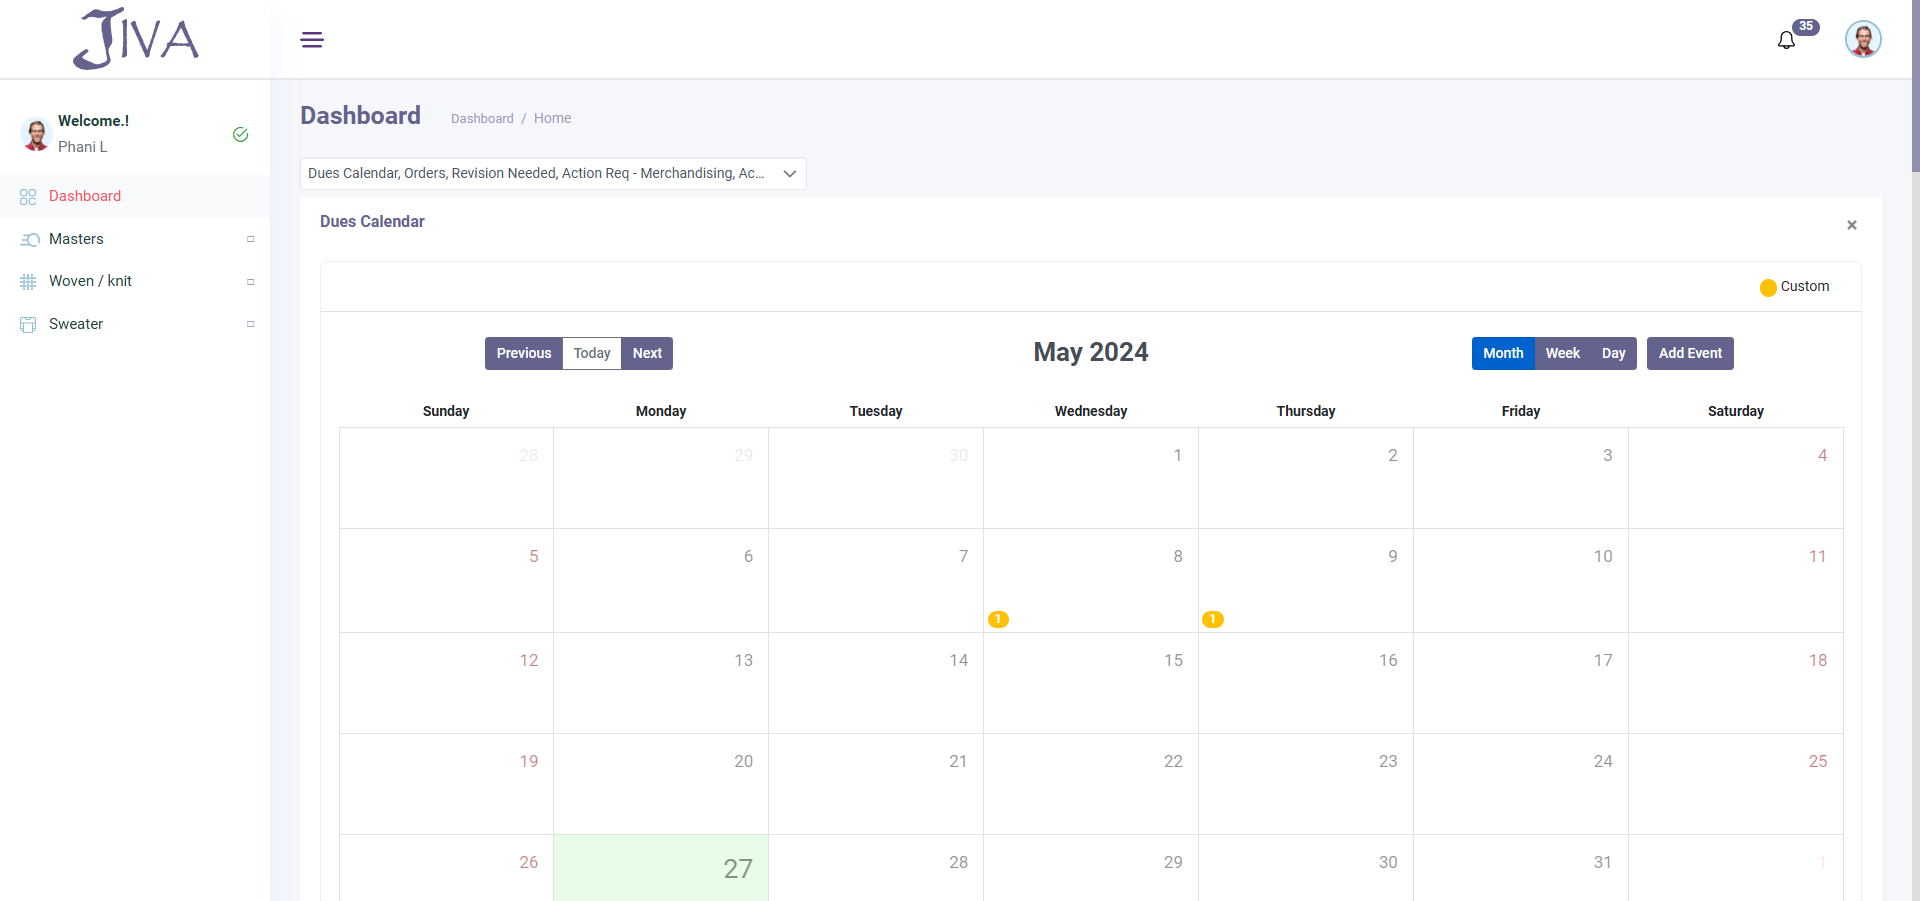 JIVA
35
Welcome.!
Phani L
Dashboard
Masters
Woven / knit
Sweater
Dashboard
Dashboard / Home
Dues Calendar, Orders, Revision Needed, Action Req - Merchandising, Ac...
Dues Calendar
×
Custom
Previous Today Next
May 2024
Month Week Day Add Event
Sunday Monday Tuesday Wednesday Thursday Friday Saturday
28 29 30 1 2 3 4
5 6 7 8 9 10 11
1 1
12 13 14 15 16 17 18
19 20 21 22 23 24 25
26 27 28 29 30 31 1